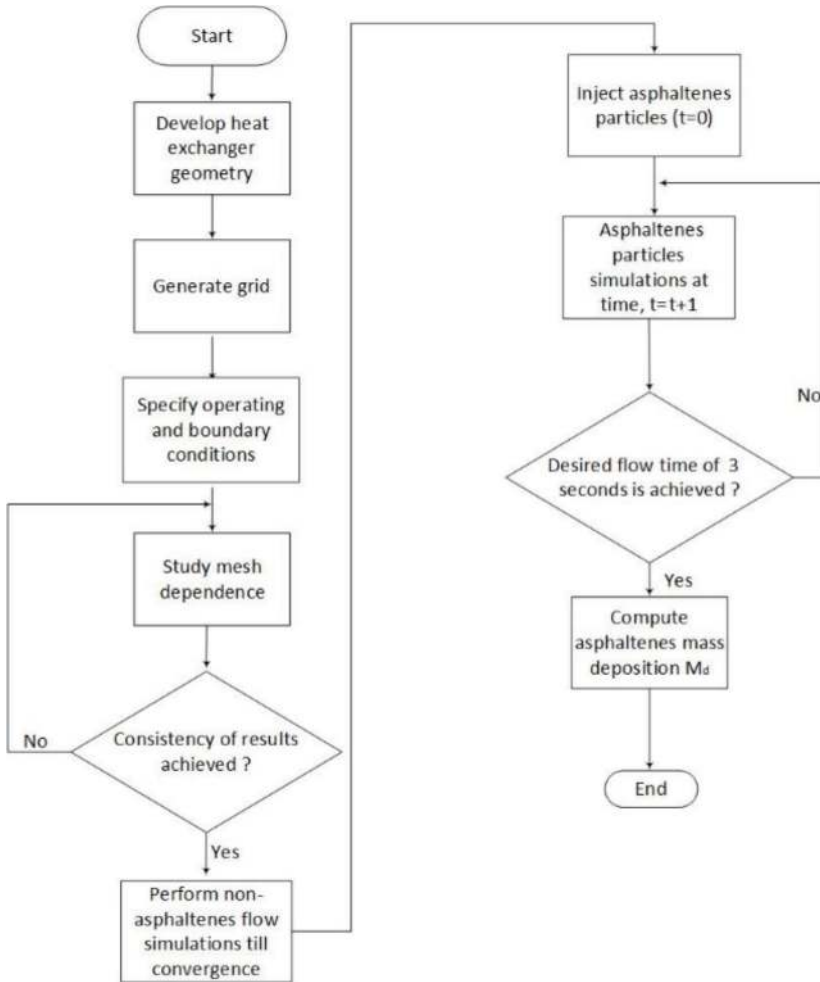 Start
Develop heat
exchanger
geometry
Generate grid
Specify operating
and boundary
conditions
Study mesh
dependence
No
Consistency of results
achieved ?
Yes
Perform non-
asphaltenes flow
simulations till
convergence
Inject asphaltenes
particles (t=0)
Asphaltenes
particles
simulations at
time, t=t+1
No
Desired flow time of 3
seconds is achieved ?
Yes
Compute
asphaltenes mass
deposition Md
End